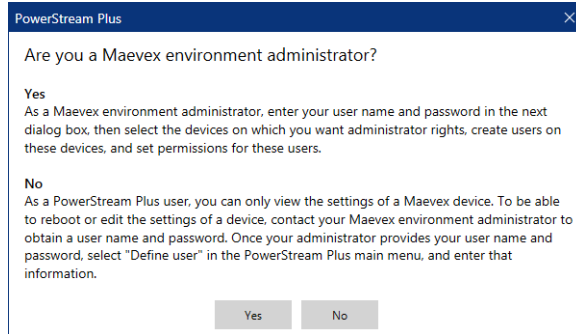 PowerStream Plus
Are you a Maevex environment administrator?
Yes
As a Maevex environment administrator, enter your user name and password in the next
dialog box, then select the devices on which you want administrator rights, create users on
these devices, and set permissions for these users.
No
As a PowerStream Plus user, you can only view the settings of a Maevex device. To be able
to reboot or edit the settings of a device, contact your Maevex environment administrator to
obtain a user name and password. Once your administrator provides your user name and
password, select "Define user" in the PowerStream Plus main menu, and enter that
information.
Yes No